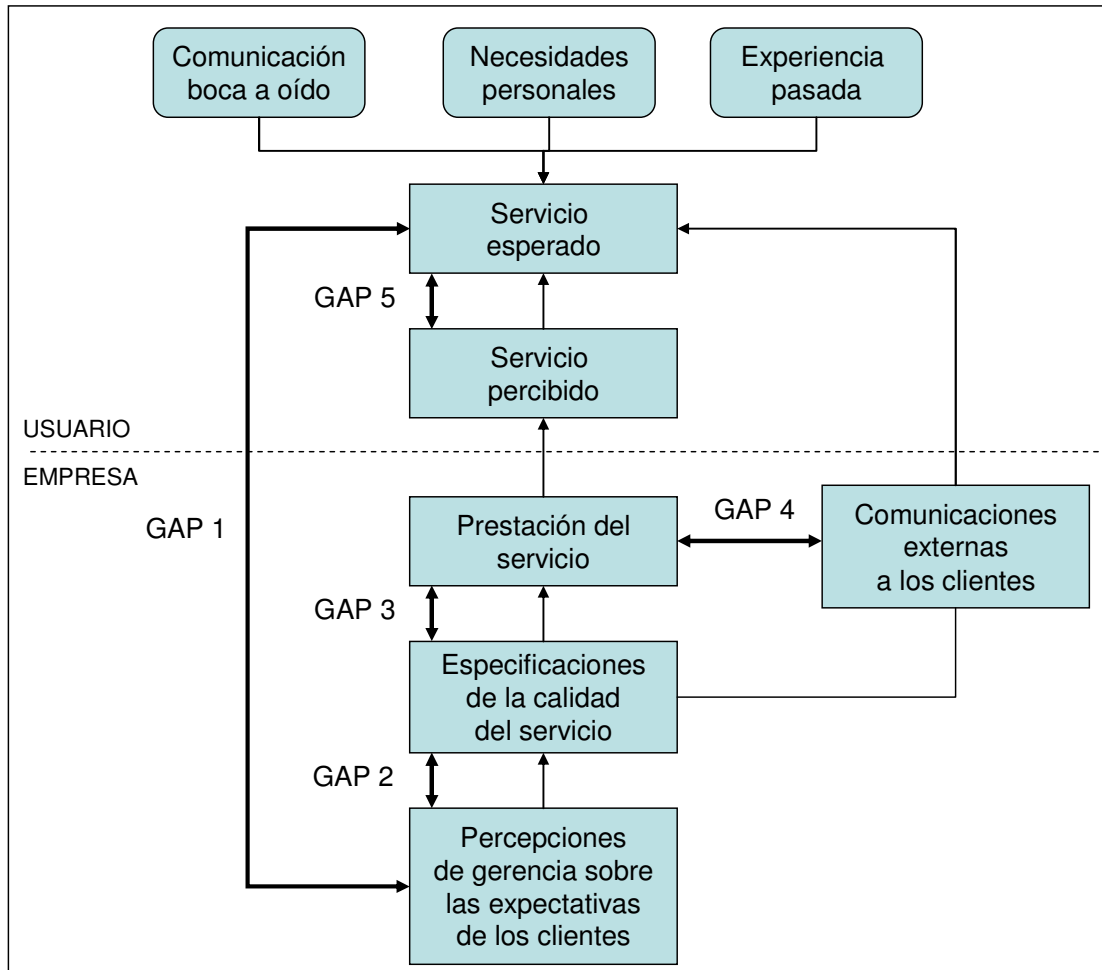 Comunicación
boca a oído
Necesidades
personales
Experiencia
pasada
Servicio
esperado
GAP 5
Servicio
percibido
USUARIO
EMPRESA
GAP 1
Prestación del
servicio
GAP 4
Comunicaciones
externas
a los clientes
GAP 3
Especificaciones
de la calidad
del servicio
GAP 2
Percepciones
de gerencia sobre
las expectativas
de los clientes